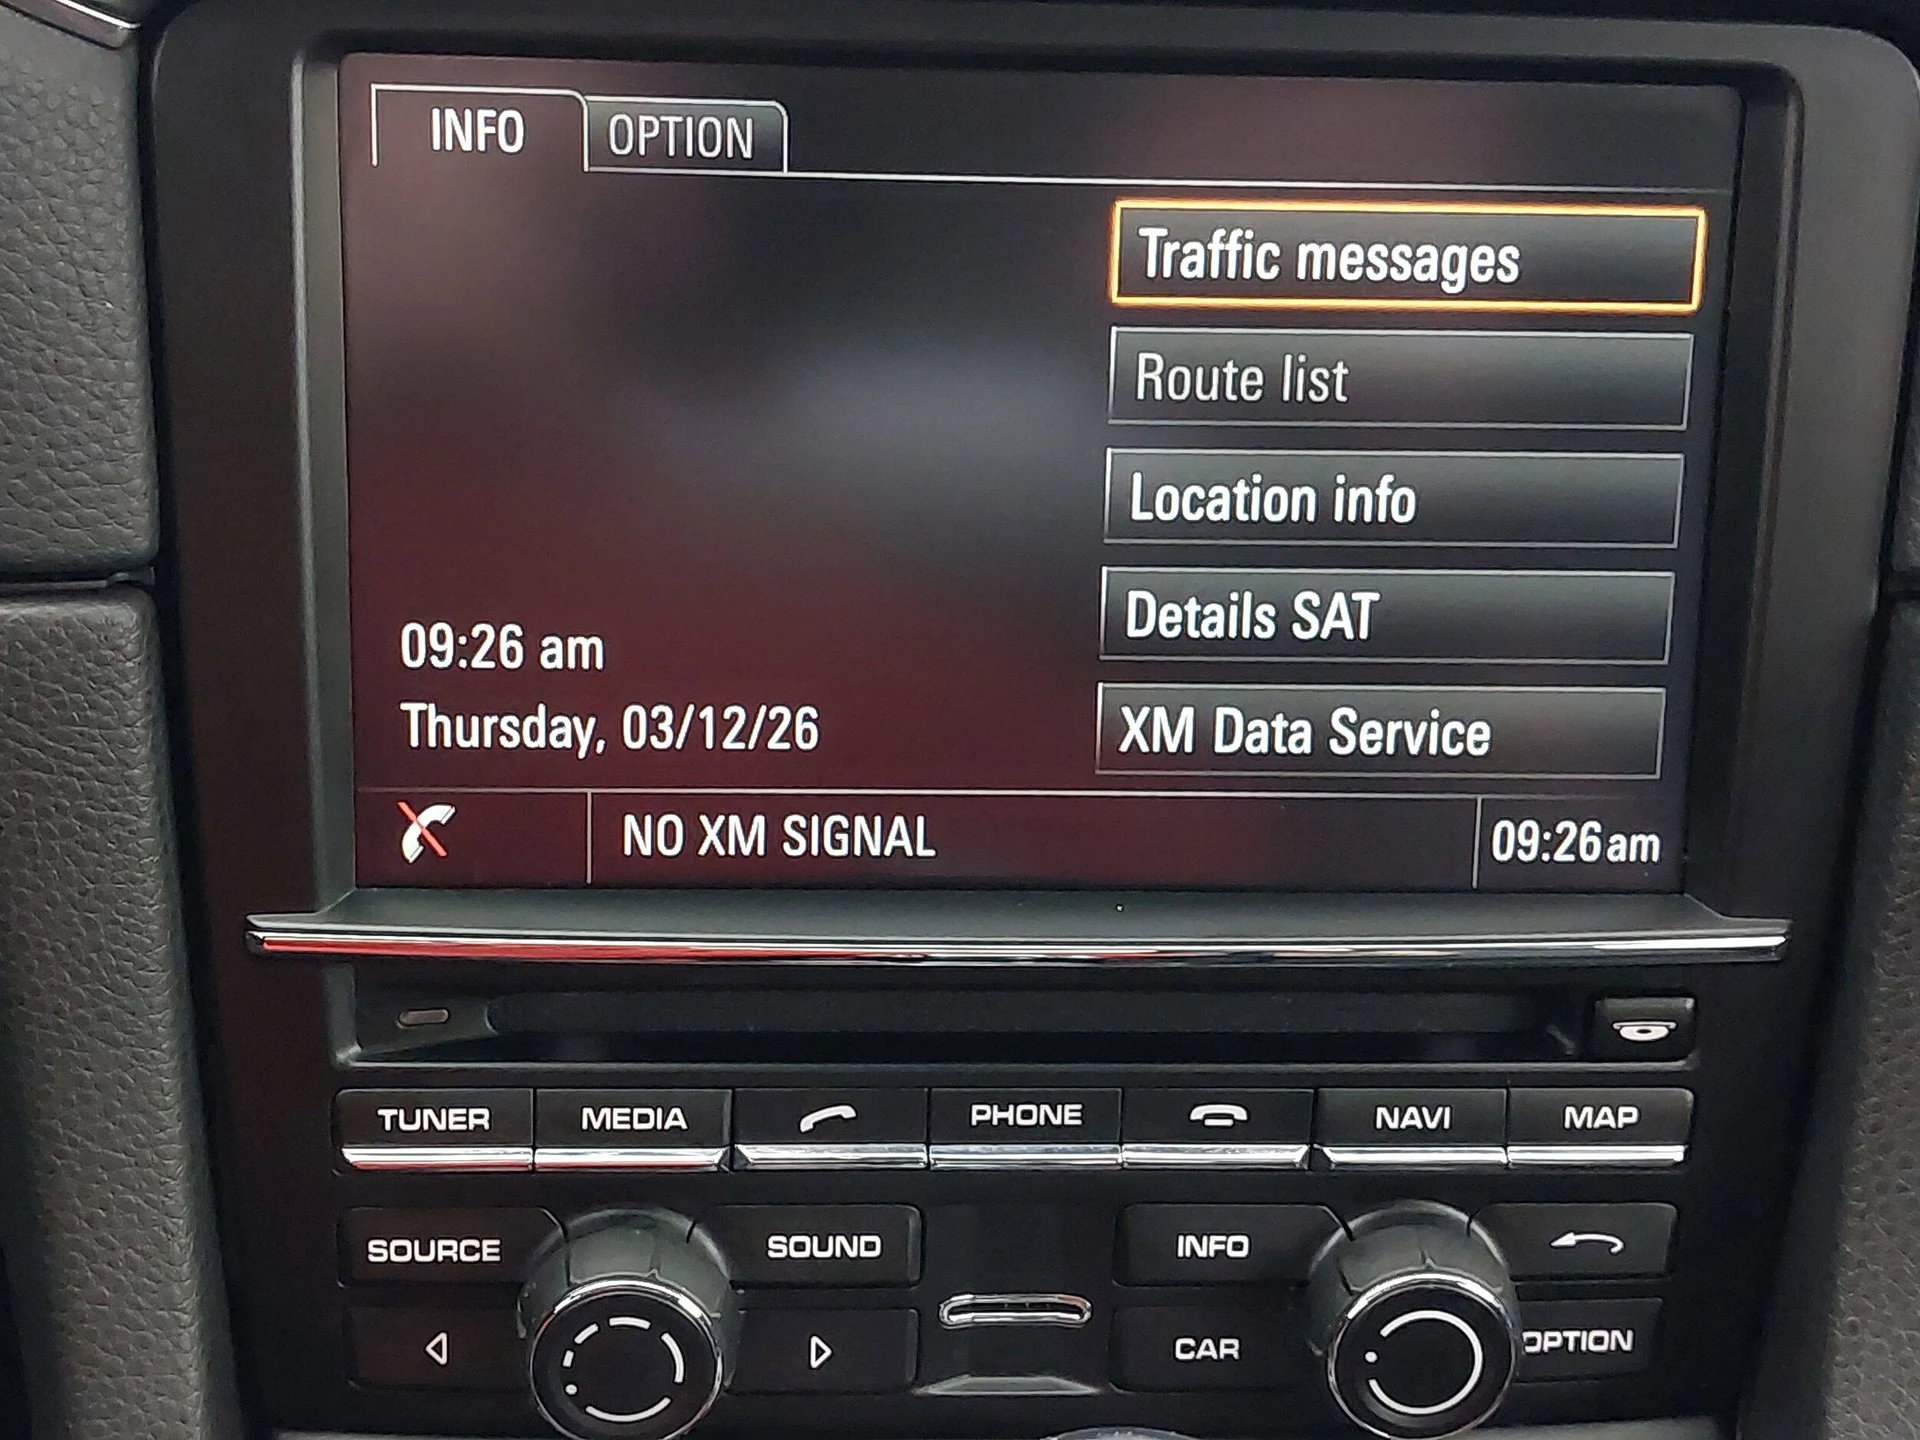 INFO OPTION
Traffic messages
Route list
Location info
Details SAT
XM Data Service
09:26 am
Thursday, 03/12/26
NO XM SIGNAL 09:26am
TUNER MEDIA PHONE NAVI MAP
SOURCE SOUND INFO
CAR OPTION